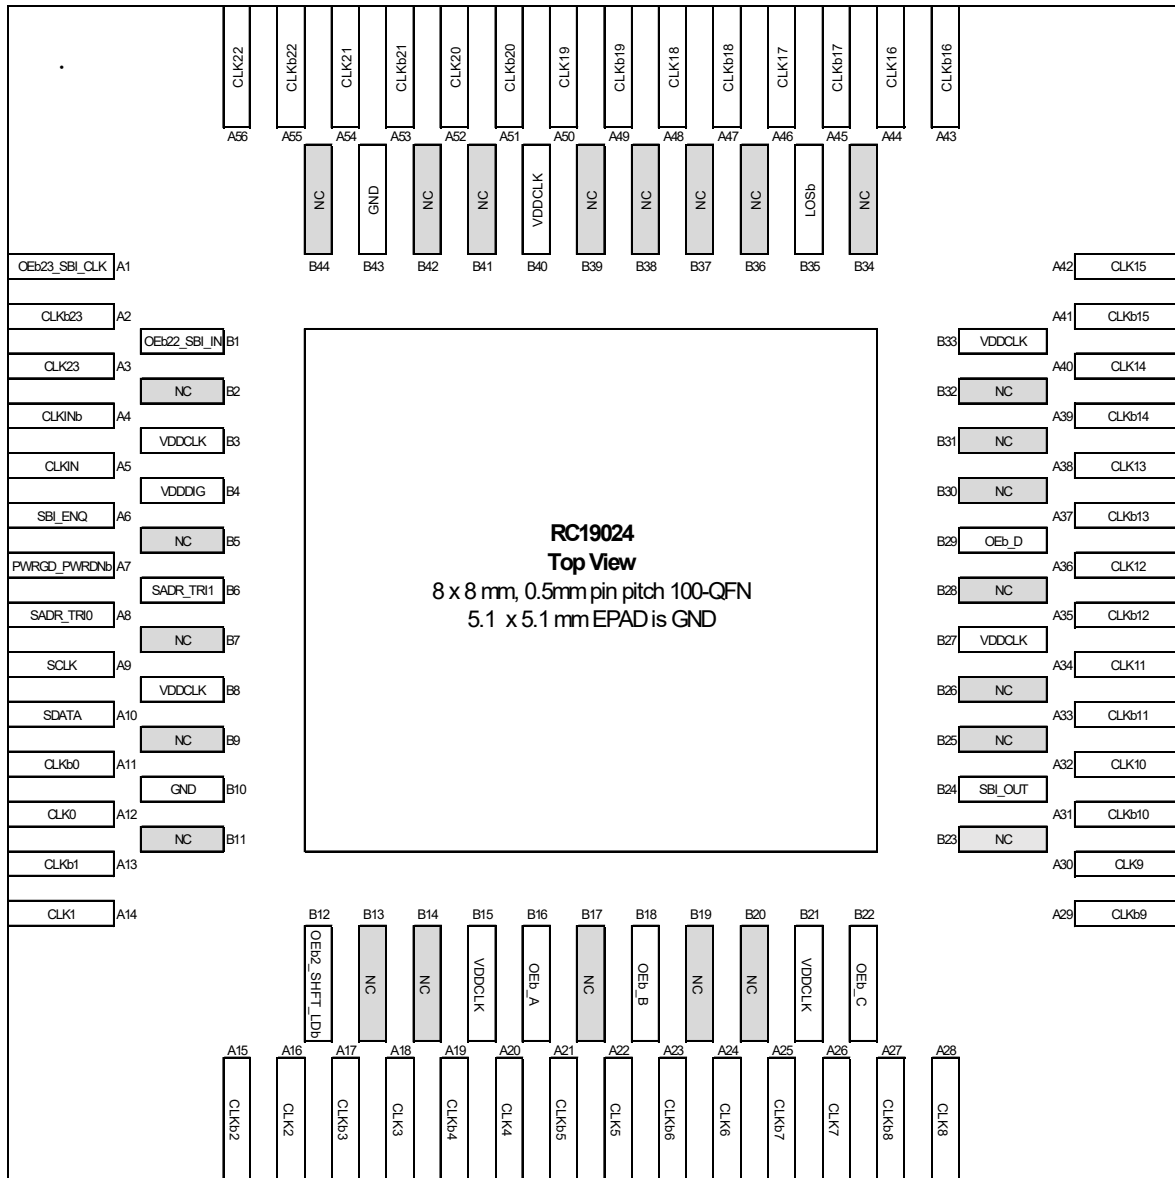 CLK22
CLKb22
CLK21
CLKb21
CLK20
CLKb20
CLK19
CLKb19
CLK18
CLKb18
CLK17
CLKb17
CLK16
CLKb16
A56 A55 A54 A53 A52 A51 A50 A49 A48 A47 A46 A45 A44 A43
NC
GND
NC
NC
VDDCLK
NC
NC
NC
NC
LOSb
NC
B44 B43 B42 B41 B40 B39 B38 B37 B36 B35 B34
OEb23_SBI_CLK A1
CLKb23 A2
CLK23 A3
CLKINb A4
CLKIN A5
SBI_ENQ A6
PWRGD_PWRDNb A7
SADR_TRI0 A8
SCLK A9
SDATA A10
CLKb0 A11
CLK0 A12
CLKb1 A13
CLK1 A14
OEb22_SBI_IN B1
NC B2
VDDCLK B3
VDDDIG B4
NC B5
SADR_TRI1 B6
NC B7
VDDCLK B8
NC B9
GND B10
NC B11
RC19024
Top View
8 x 8 mm, 0.5mm pin pitch 100-QFN
5.1 x 5.1 mm EPAD is GND
B33 VDDCLK
B32 NC
B31 NC
B30 NC
B29 OEb_D
B28 NC
B27 VDDCLK
B26 NC
B25 NC
B24 SBI_OUT
B23 NC
A42 CLK15
A41 CLKb15
A40 CLK14
A39 CLKb14
A38 CLK13
A37 CLKb13
A36 CLK12
A35 CLKb12
A34 CLK11
A33 CLKb11
A32 CLK10
A31 CLKb10
A30 CLK9
A29 CLKb9
B12 B13 B14 B15 B16 B17 B18 B19 B20 B21 B22
OEb2_SHFT_LDb
NC
NC
VDDCLK
OEb_A
NC
OEb_B
NC
NC
VDDCLK
OEb_C
A15 A16 A17 A18 A19 A20 A21 A22 A23 A24 A25 A26 A27 A28
CLKb2
CLK2
CLKb3
CLK3
CLKb4
CLK4
CLKb5
CLK5
CLKb6
CLK6
CLKb7
CLK7
CLKb8
CLK8